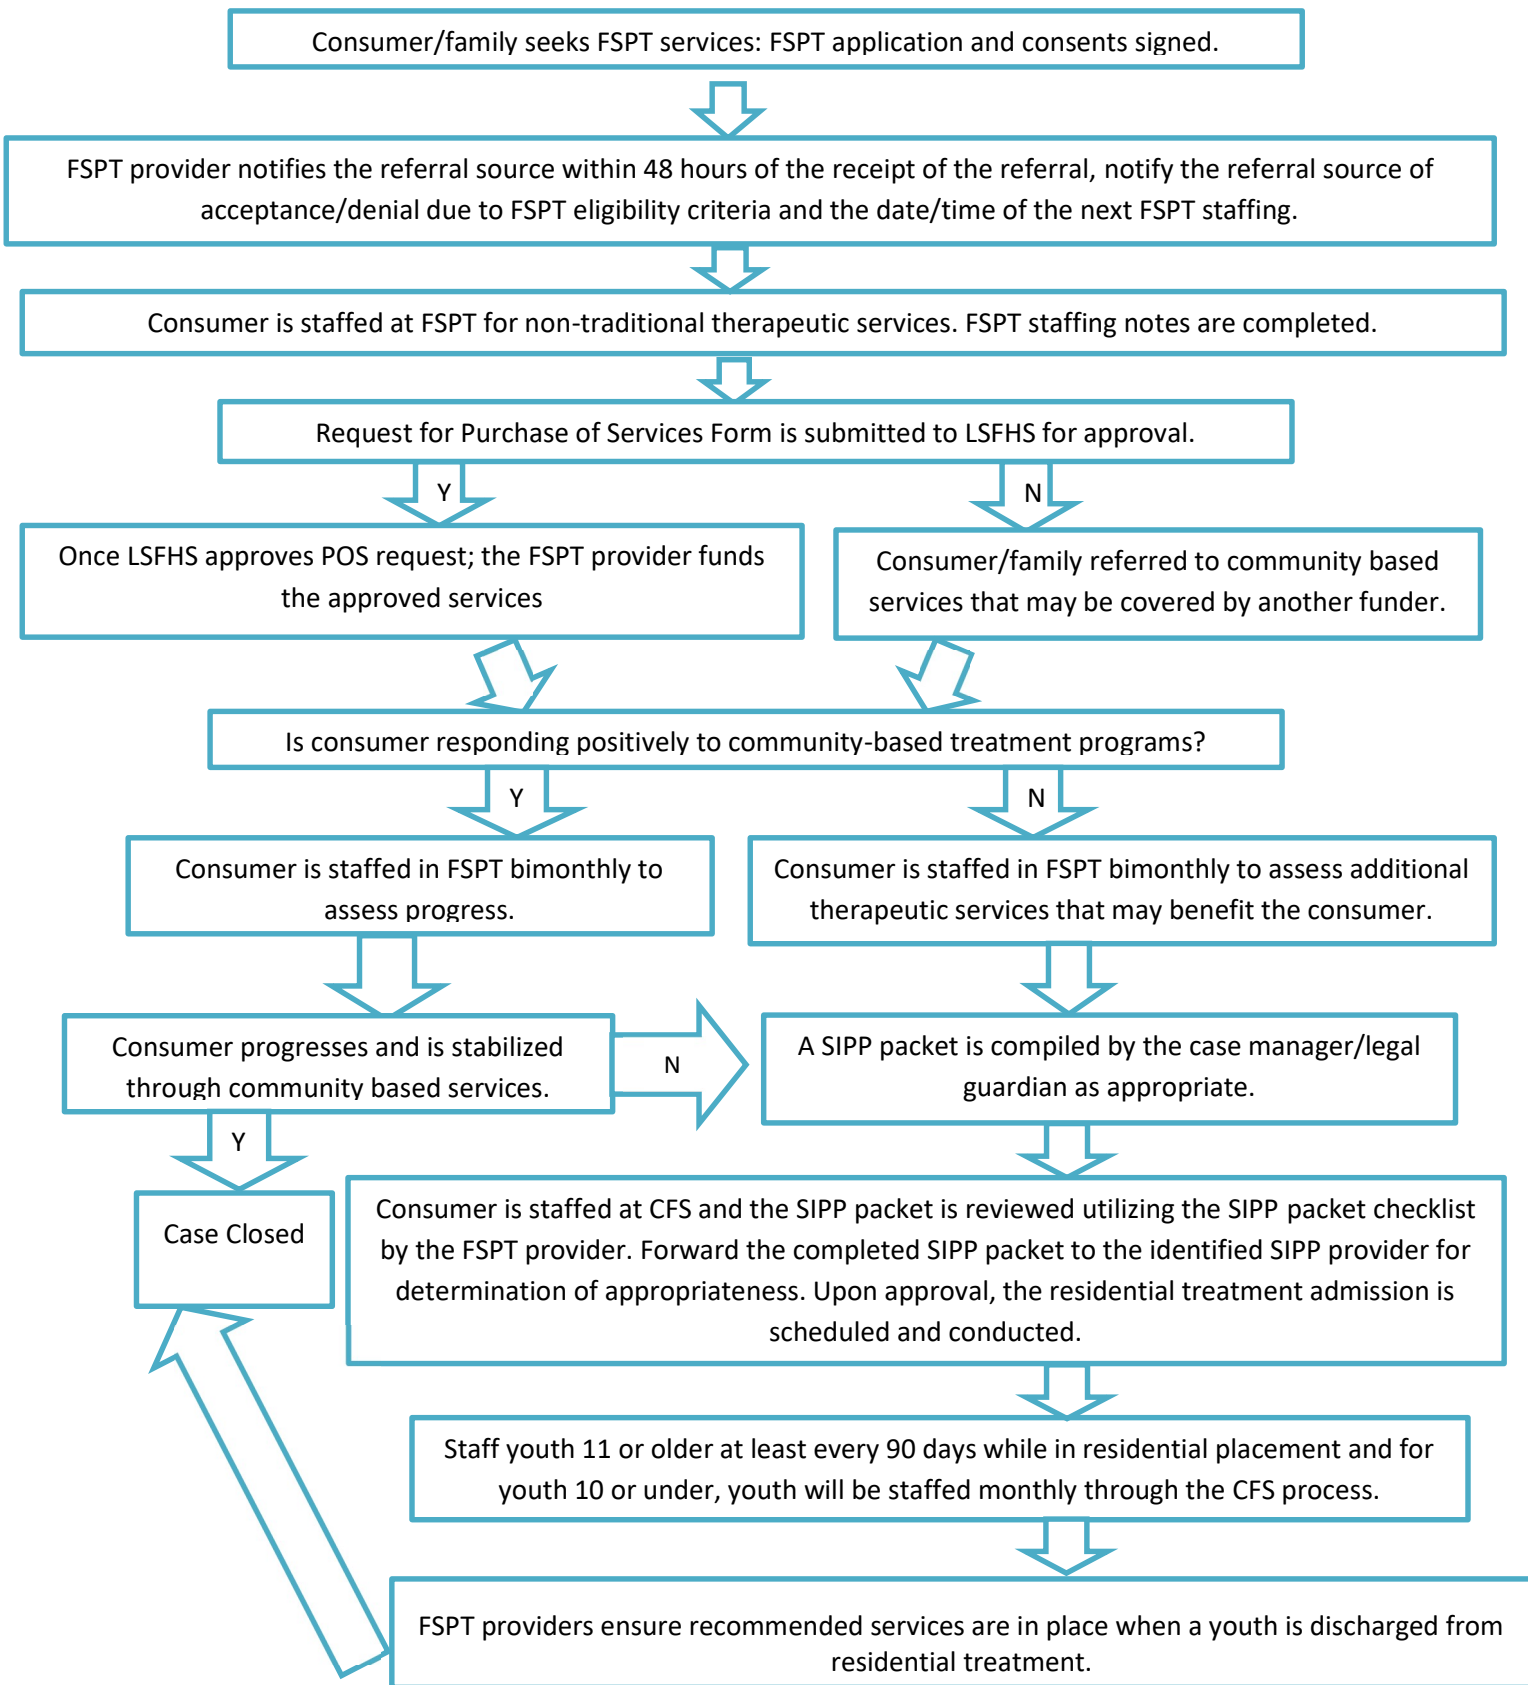 Consumer/family seeks FSPT services: FSPT application and consents signed.
FSPT provider notifies the referral source within 48 hours of the receipt of the referral, notify the referral source of
acceptance/denial due to FSPT eligibility criteria and the date/time of the next FSPT staffing.
Consumer is staffed at FSPT for non-traditional therapeutic services. FSPT staffing notes are completed.
Request for Purchase of Services Form is submitted to LSFHS for approval.
Y
N
Once LSFHS approves POS request; the FSPT provider funds
the approved services
Consumer/family referred to community based
services that may be covered by another funder.
Is consumer responding positively to community-based treatment programs?
Y
N
Consumer is staffed in FSPT bimonthly to
assess progress.
Consumer is staffed in FSPT bimonthly to assess additional
therapeutic services that may benefit the consumer.
Consumer progresses and is stabilized
through community based services.
N
A SIPP packet is compiled by the case manager/legal
guardian as appropriate.
Y
Case Closed
Consumer is staffed at CFS and the SIPP packet is reviewed utilizing the SIPP packet checklist
by the FSPT provider. Forward the completed SIPP packet to the identified SIPP provider for
determination of appropriateness. Upon approval, the residential treatment admission is
scheduled and conducted.
Staff youth 11 or older at least every 90 days while in residential placement and for
youth 10 or under, youth will be staffed monthly through the CFS process.
FSPT providers ensure recommended services are in place when a youth is discharged from
residential treatment.